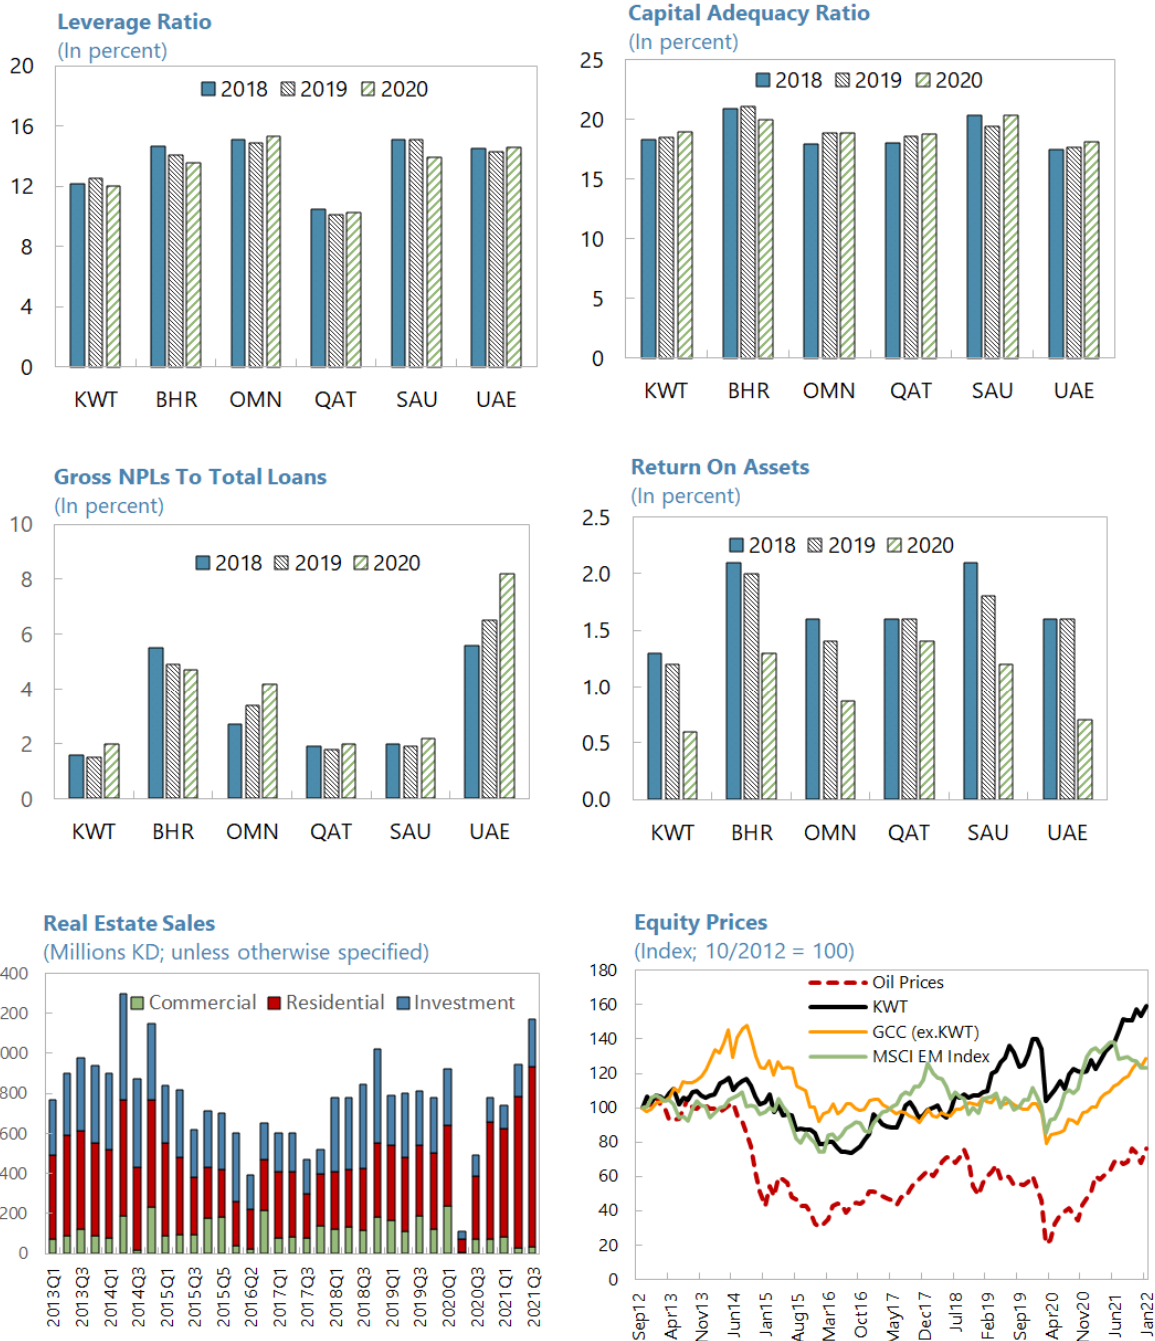 Leverage Ratio
(In percent)
20
16
12
8
4
0
2018 2019 2020
KWT BHR OMN QAT SAU UAE
Capital Adequacy Ratio
(In percent)
25
20
15
10
5
0
2018 2019 2020
KWT BHR OMN QAT SAU UAE
Gross NPLs To Total Loans
(In percent)
10
8
6
4
2
0
2018 2019 2020
KWT BHR OMN QAT SAU UAE
Return On Assets
(In percent)
2.5
2.0
1.5
1.0
0.5
0.0
2018 2019 2020
KWT BHR OMN QAT SAU UAE
Real Estate Sales
(Millions KD; unless otherwise specified)
400
200
000
800
600
400
200
0
Commercial Residential Investment
2013Q1 2013Q3 2014Q1 2014Q3 2015Q1 2015Q3 2015Q5 2016Q2 2017Q1 2017Q3 2018Q1 2018Q3 2019Q1 2019Q3 2020Q1 2020Q3 2021Q1 2021Q3
Equity Prices
(Index; 10/2012 = 100)
180
160
140
120
100
80
60
40
20
0
Oil Prices
KWT
GCC (ex.KWT)
MSCI EM Index
Sep12 Apr13 Nov13 Jun14 Jan15 Aug15 Mar16 Oct16 May17 Dec17 Jul18 Feb19 Sep19 Apr20 Nov20 Jun21 Jan22